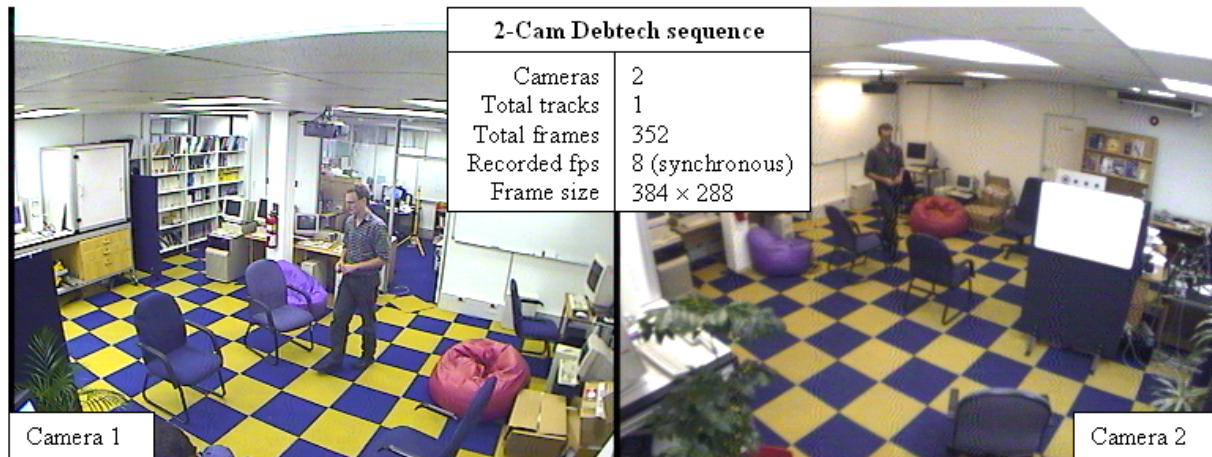 2-Cam Debtech sequence
Cameras 2
Total tracks 1
Total frames 352
Recorded fps 8 (synchronous)
Frame size 384 × 288
Camera 1
Camera 2